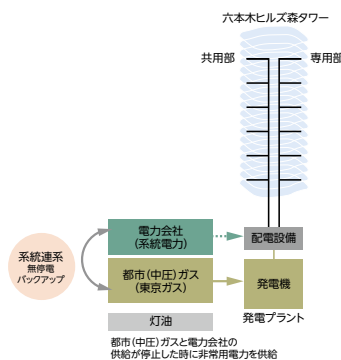 六本木ヒルズ森タワー
共用部
専用部
電力会社
(系統電力)
配電設備
系統連系
無停電
バックアップ
都市(中圧)ガス
(東京ガス)
発電機
発電プラント
灯油
都市(中圧)ガスと電力会社の
供給が停止した時に非常用電力を供給